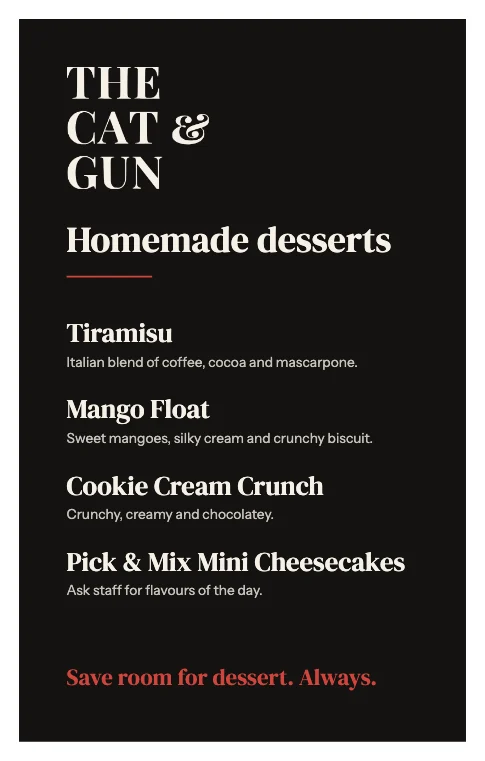 THE
CAT &
GUN
Homemade desserts
Tiramisu
Italian blend of coffee, cocoa and mascarpone.
Mango Float
Sweet mangoes, silky cream and crunchy biscuit.
Cookie Cream Crunch
Crunchy, creamy and chocolatey.
Pick & Mix Mini Cheesecakes
Ask staff for flavours of the day.
Save room for dessert. Always.